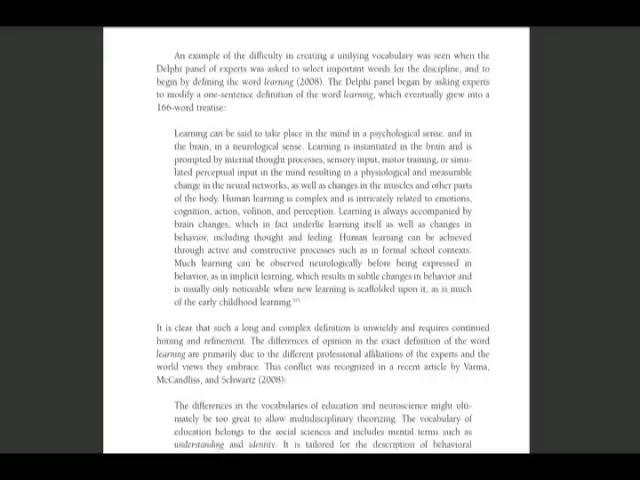 An example of the difficulty in creating a unifying vocabulary was seen when the
Delphi panel of experts was asked to select important words for the discipline, and to
begin by defining the word learning (2008). The Delphi panel began by asking experts
to modify a one-sentence definition of the word learning, which eventually grew into a
166-word treatise:
Learning can be said to take place in the mind in a psychological sense, and in
the brain, in a neurological sense. Learning is instantiated in the brain and is
prompted by internal thought processes, sensory input, motor training, or simu-
lated perceptual input in the mind resulting in a physiological and measurable
change in the neural networks, as well as changes in the muscles and other parts
of the body. Human learning is complex and is intricately related to emotions,
cognition, action, volition, and perception. Learning is always accompanied by
brain changes, which in fact underlie learning itself as well as changes in
behavior, including thought and feeling. Human learning can be achieved
through active and constructive processes such as in formal school contexts.
Much learning can be observed neurologically before being expressed in
behavior, as in implicit learning, which results in subtle changes in behavior and
is usually only noticeable when new learning is scaffolded upon it, as is much
of the early childhood learning.
It is clear that such a long and complex definition is unwieldy and requires continued
honing and refinement. The differences of opinion in the exact definition of the word
learning are primarily due to the different professional affiliations of the experts and the
world views they embrace. This conflict was recognized in a recent article by Varma,
McCandliss, and Schwartz (2008):
The differences in the vocabularies of education and neuroscience might ulti-
mately be too great to allow multidisciplinary theorizing. The vocabulary of
education belongs to the social sciences and includes mental terms such as
understanding and identity. It is tailored for the description of behavioral